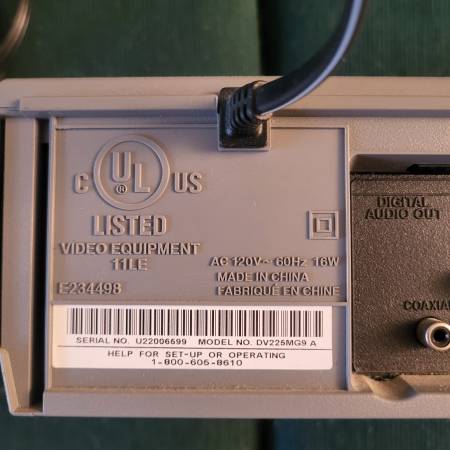 C UL ® US
LISTED
VIDEO EQUIPMENT
11LE
E234498
AC 120V~ 60Hz 16W
MADE IN CHINA
FABRIQUÉ EN CHINE
DIGITAL
AUDIO OUT
COAXIA
SERIAL NO. U22006599 MODEL NO. DV225MG9 A
HELP FOR SET-UP OR OPERATING
1-800-605-8610